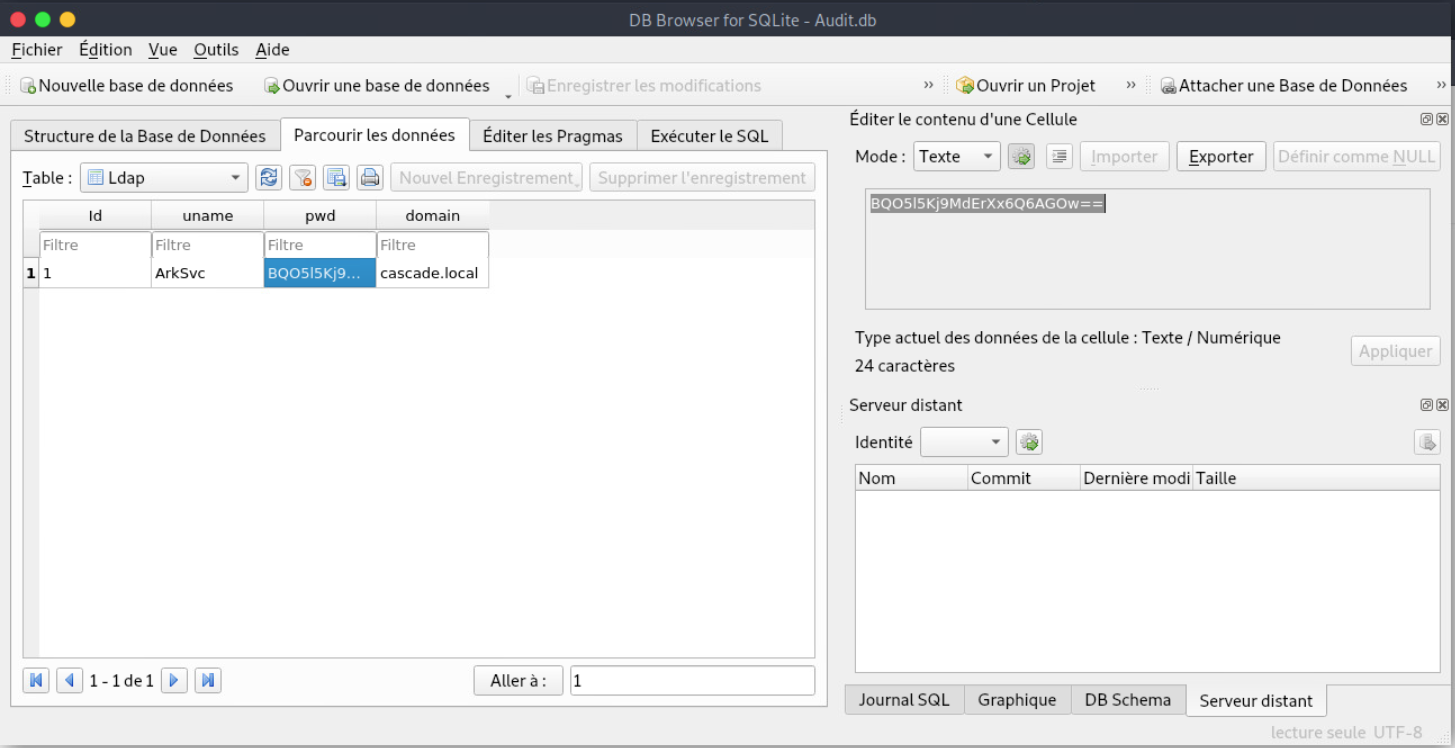 DB Browser for SQLite - Audit.db
Fichier Édition Vue Outils Aide
Nouvelle base de données Ouvrir une base de données Enregistrer les modifications » Ouvrir un Projet » Attacher une Base de Données »
Structure de la Base de Données Parcourir les données Éditer les Pragmas Exécuter le SQL
Table : Ldap Nouvel Enregistrement Supprimer l'enregistrement
Id uname pwd domain
Filtre Filtre Filtre Filtre
1 1 ArkSvc BQO5l5Kj9... cascade.local
1 - 1 de 1 Aller à : 1
Éditer le contenu d'une Cellule
Mode : Texte Importer Exporter Définir comme NULL
BQO5l5Kj9MdErXx6Q6AGOw==
Type actuel des données de la cellule : Texte / Numérique
24 caractères
Appliquer
Serveur distant
Identité
Nom Commit Dernière modi Taille
Journal SQL Graphique DB Schema Serveur distant
lecture seule UTF-8